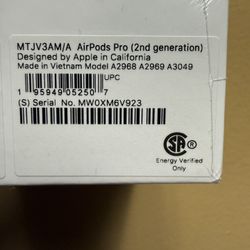 MTJV3AM/A AirPods Pro (2nd generation)
Designed by Apple in California
Made in Vietnam Model A2968 A2969 A3049
UPC
1 95949 05250 7
(S) Serial No. MW0XM6V923
SA
Energy Verified
Only